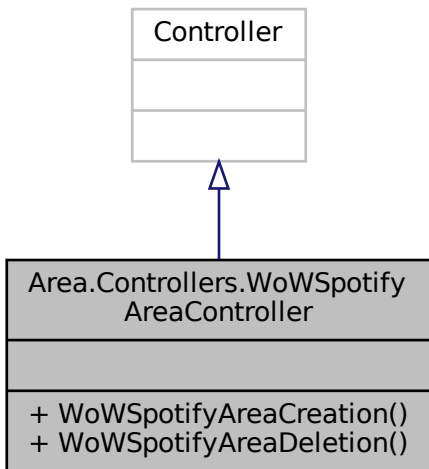 Controller
Area.Controllers.WoWSpotify
AreaController
+ WoWSpotifyAreaCreation()
+ WoWSpotifyAreaDeletion()